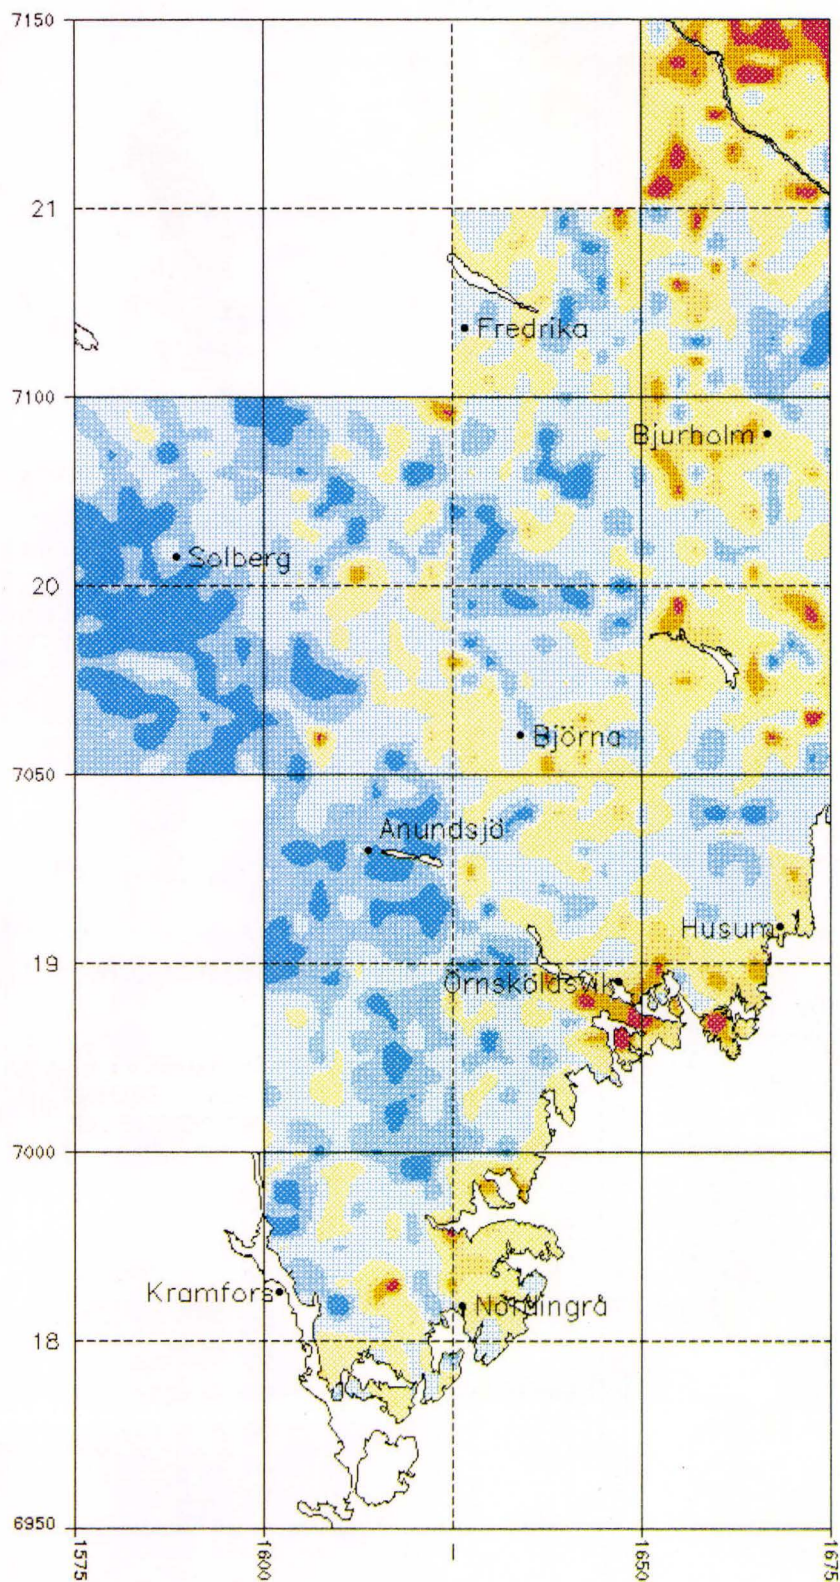 7150
21
Fredrika
7100
Bjurholm
Solberg
20
Björna
7050
Anundsjö
Husum
19
Örnsköldsvik
7000
Kramfors
Nordingrå
18
6950
1575
1600
1650
1675